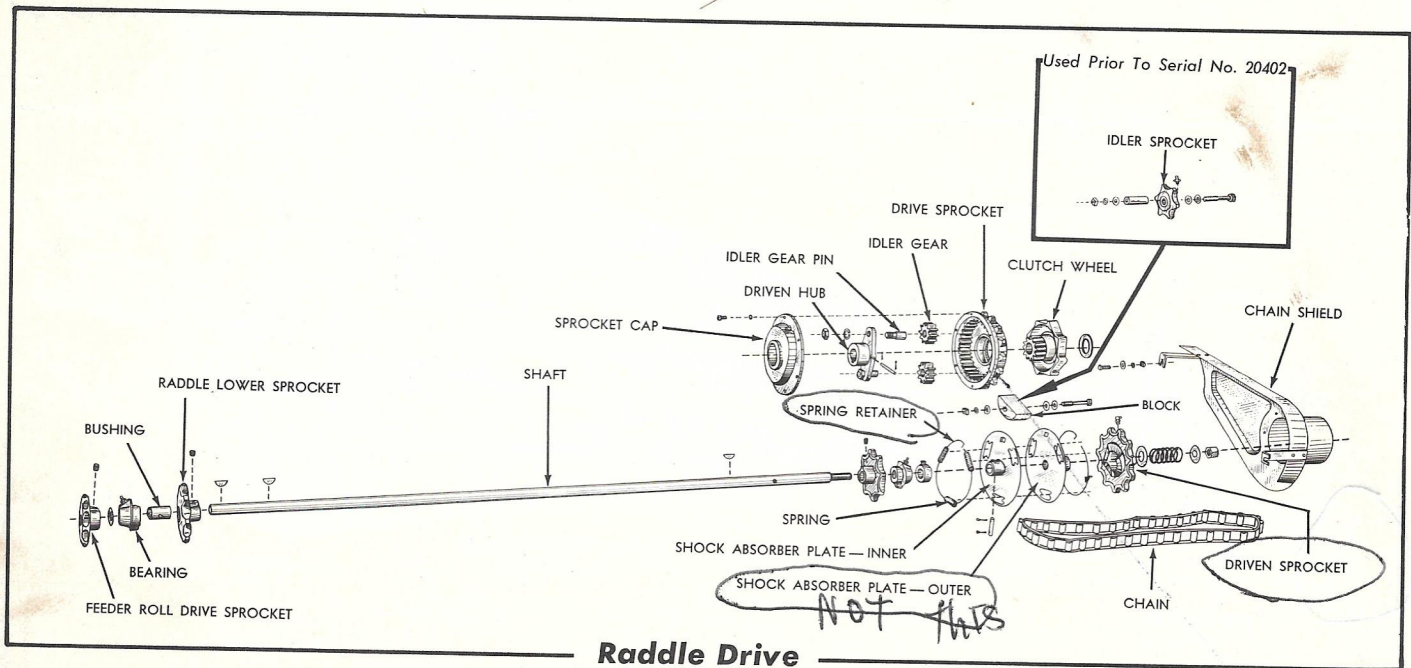 Used Prior To Serial No. 20402
IDLER SPROCKET
DRIVE SPROCKET
IDLER GEAR
IDLER GEAR PIN
CLUTCH WHEEL
DRIVEN HUB
CHAIN SHIELD
SPROCKET CAP
SHAFT
RADDLE LOWER SPROCKET
SPRING RETAINER
BLOCK
BUSHING
SPRING
SHOCK ABSORBER PLATE—INNER
BEARING
DRIVEN SPROCKET
SHOCK ABSORBER PLATE—OUTER
CHAIN
FEEDER ROLL DRIVE SPROCKET
NOT THIS
Raddle Drive